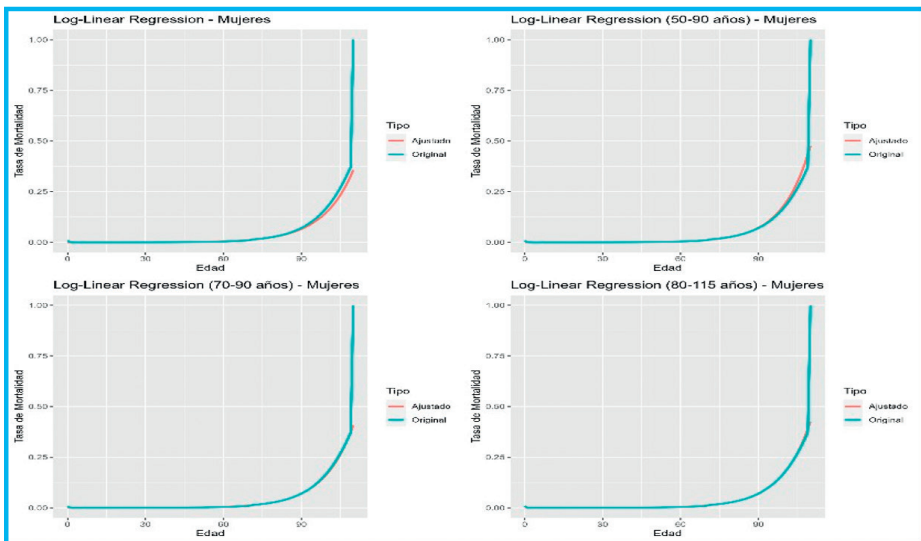 Log-Linear Regression - Mujeres
1.00
0.75
0.50
0.25
0.00
Tasa de Mortalidad
0
30
60
90
Edad
Tipo
Ajustado
Original
Log-Linear Regression (50-90 años) - Mujeres
1.00
0.75
0.50
0.25
0.00
Tasa de Mortalidad
0
30
60
90
Edad
Tipo
Ajustado
Original
Log-Linear Regression (70-90 años) - Mujeres
1.00
0.75
0.50
0.25
0.00
Tasa de Mortalidad
0
30
60
90
Edad
Tipo
Ajustado
Original
Log-Linear Regression (80-115 años) - Mujeres
1.00
0.75
0.50
0.25
0.00
Tasa de Mortalidad
0
30
60
90
Edad
Tipo
Ajustado
Original